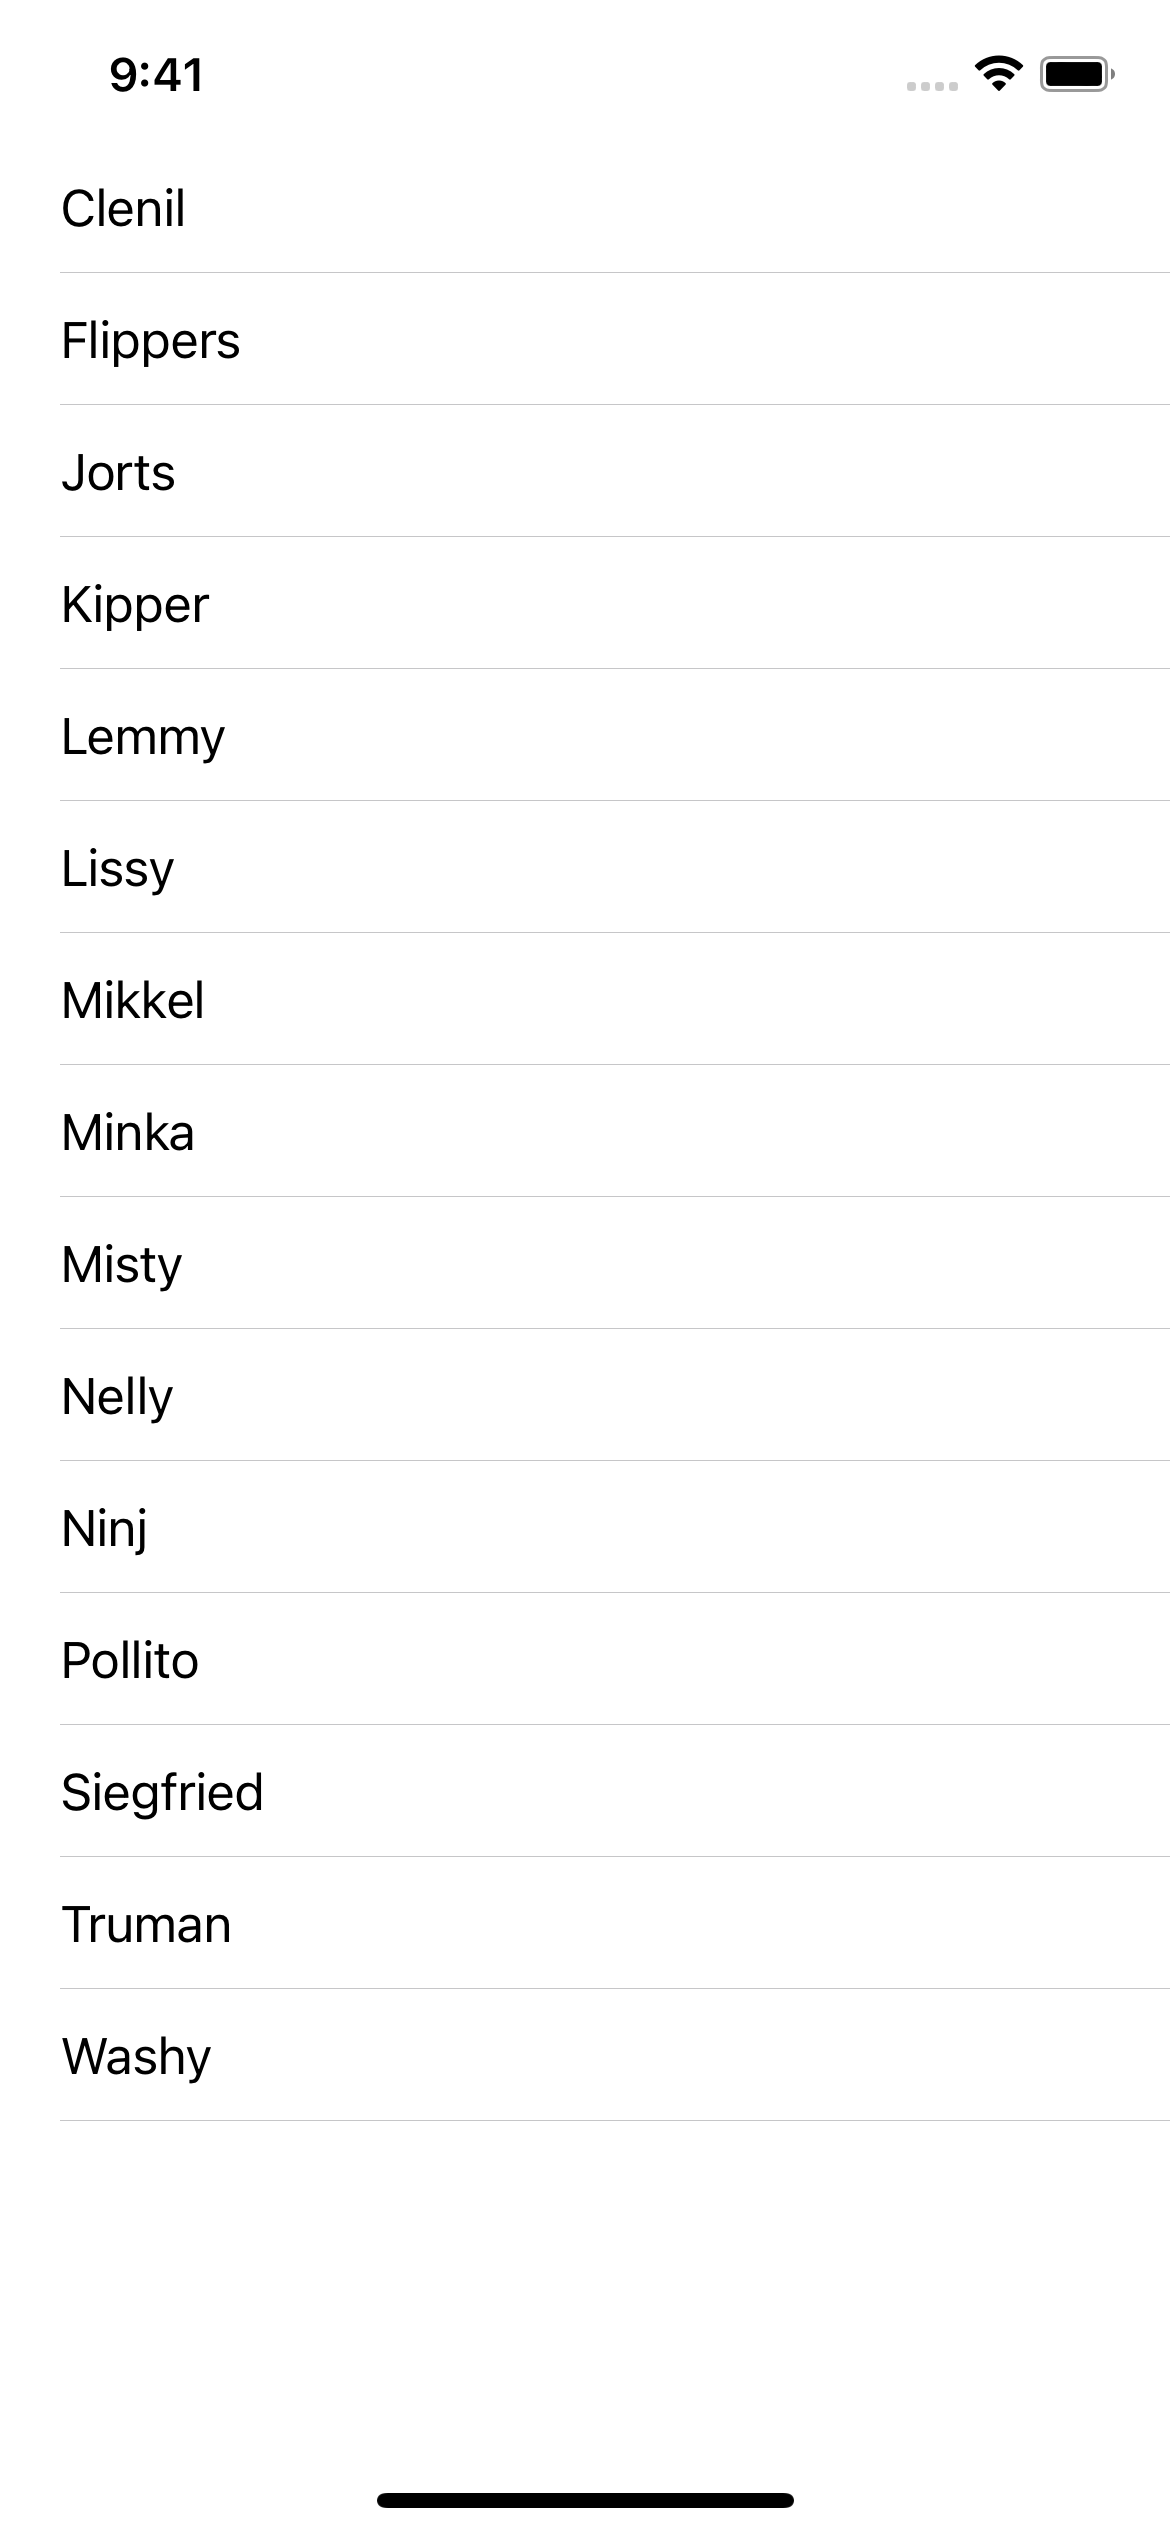 9:41
Clenil
Flippers
Jorts
Kipper
Lemmy
Lissy
Mikkel
Minka
Misty
Nelly
Ninj
Pollito
Siegfried
Truman
Washy